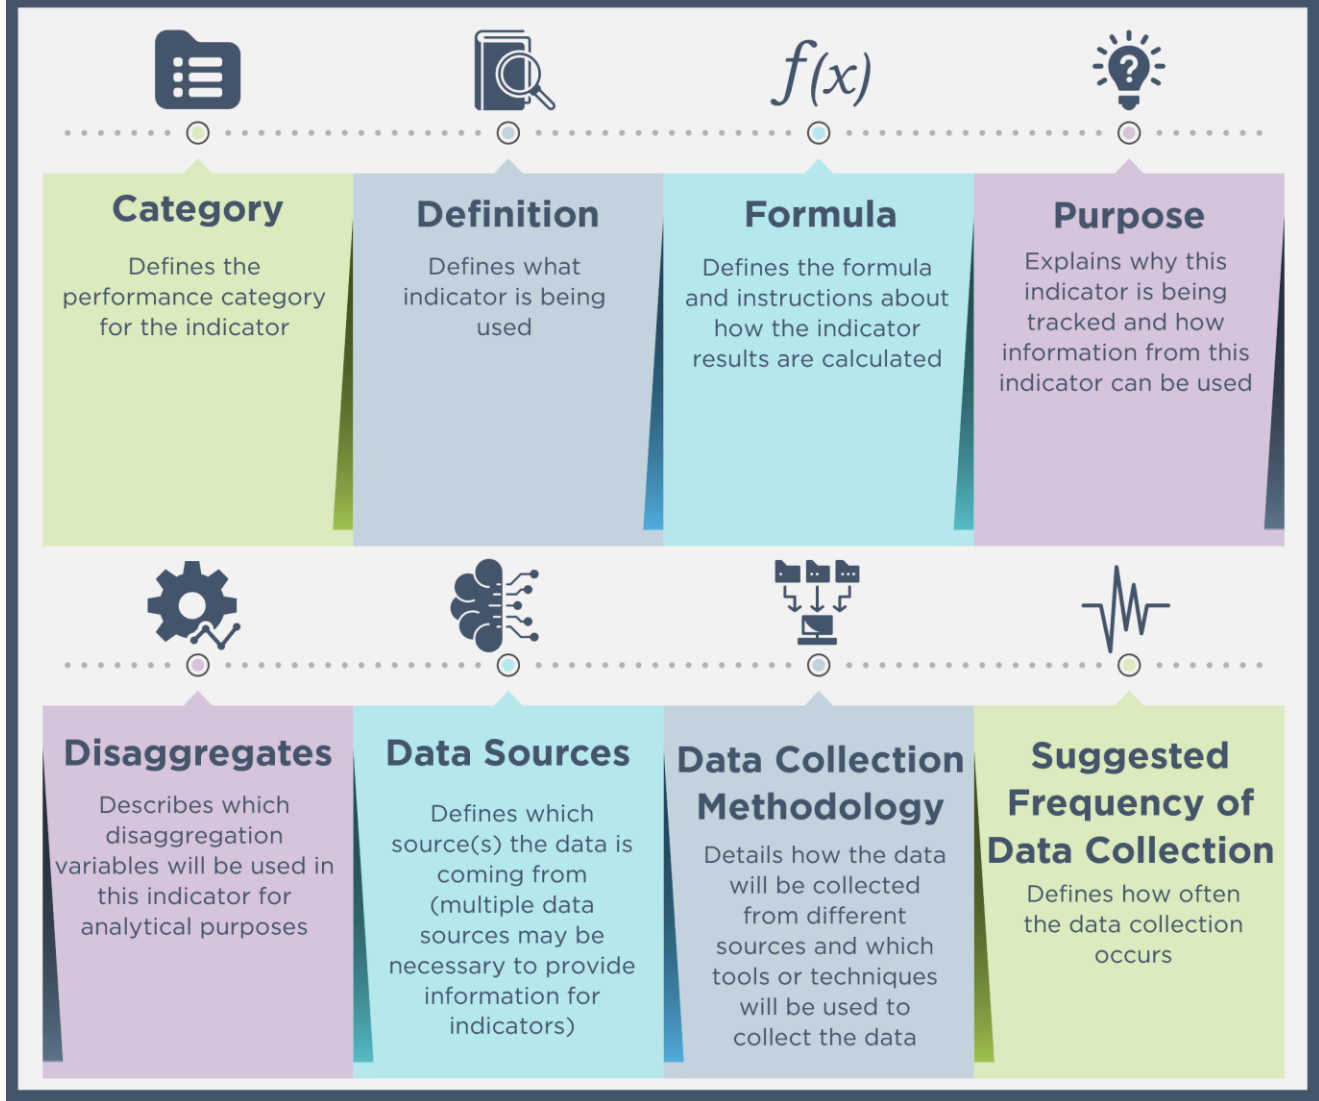 f(x)
?
Category
Defines the
performance category
for the indicator
Definition
Defines what
indicator is being
used
Formula
Defines the formula
and instructions about
how the indicator
results are calculated
Purpose
Explains why this
indicator is being
tracked and how
information from this
indicator can be used
Disaggregates
Describes which
disaggregation
variables will be used in
this indicator for
analytical purposes
Data Sources
Defines which
source(s) the data is
coming from
(multiple data
sources may be
necessary to provide
information for
indicators)
Data Collection
Methodology
Details how the data
will be collected
from different
sources and which
tools or techniques
will be used to
collect the data
Suggested
Frequency of
Data Collection
Defines how often
the data collection
occurs